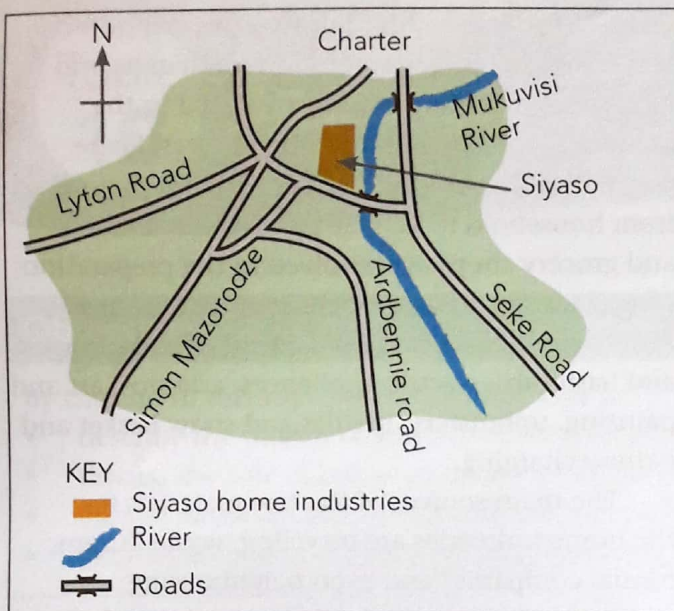 N
Charter
Mukuvisi
River
Lyton Road
Siyaso
Simon Mazorodze
Ardbennie road
Seke Road
KEY
Siyaso home industries
River
Roads